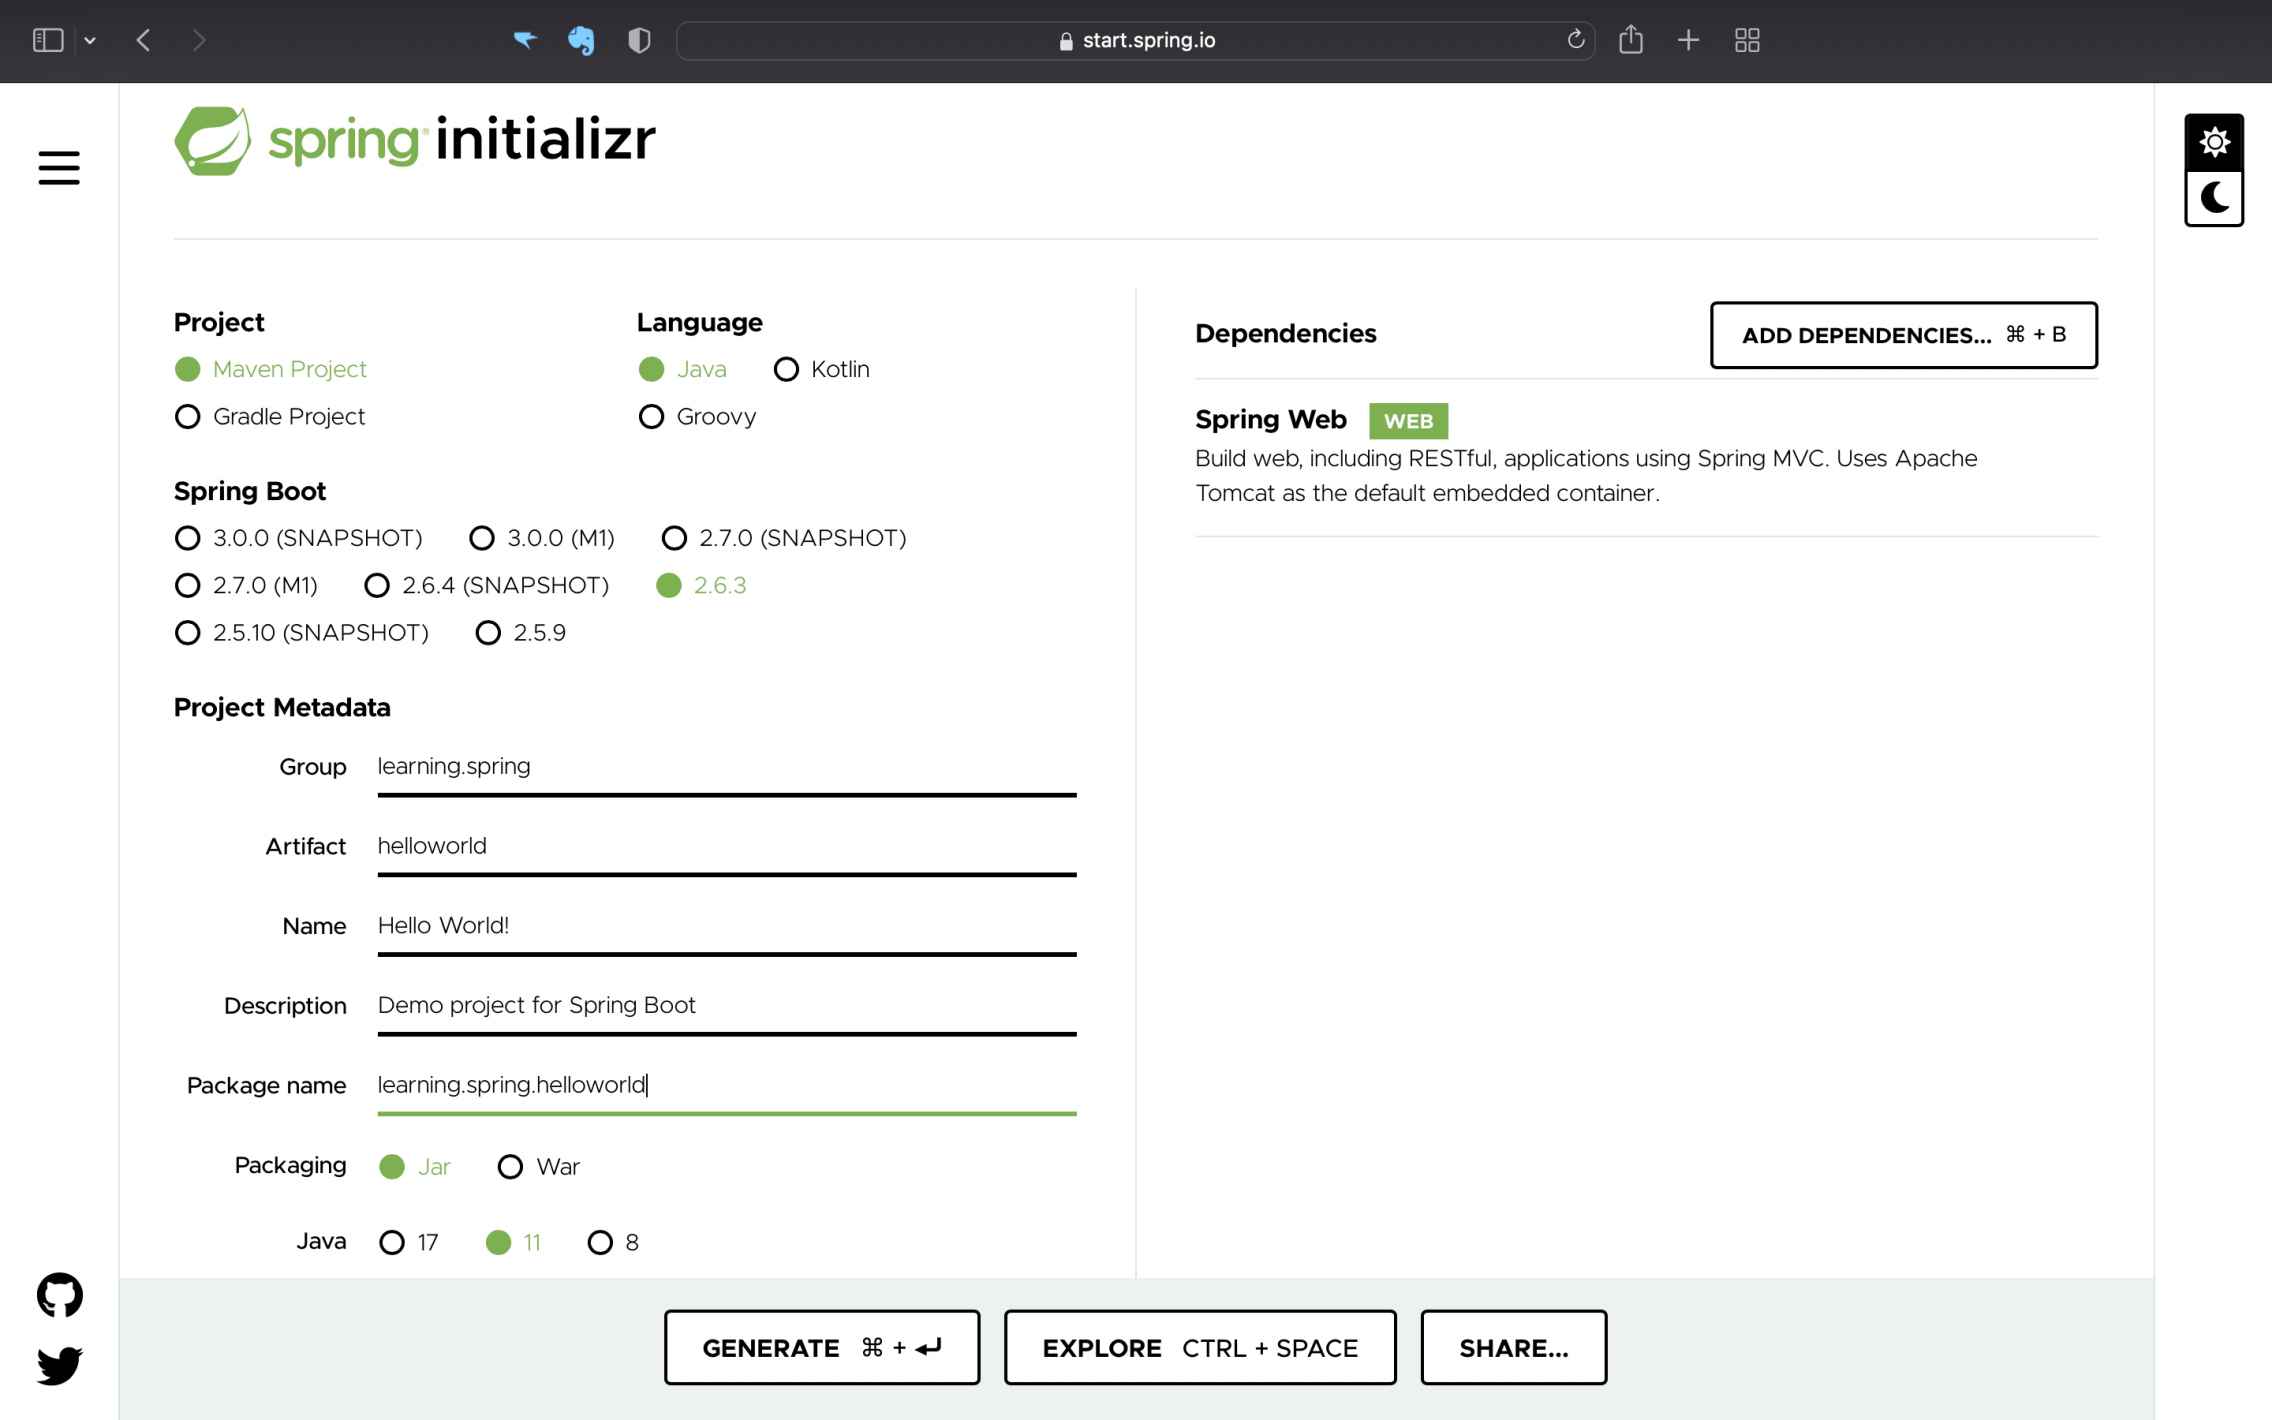 start.spring.io
spring® initializr
Project
Maven Project
Gradle Project
Language
Java Kotlin
Groovy
Spring Boot
3.0.0 (SNAPSHOT) 3.0.0 (M1) 2.7.0 (SNAPSHOT)
2.7.0 (M1) 2.6.4 (SNAPSHOT) 2.6.3
2.5.10 (SNAPSHOT) 2.5.9
Project Metadata
Group learning.spring
Artifact helloworld
Name Hello World!
Description Demo project for Spring Boot
Package name learning.spring.helloworld
Packaging Jar War
Java 17 11 8
Dependencies
ADD DEPENDENCIES... ⌘ + B
Spring Web WEB
Build web, including RESTful, applications using Spring MVC. Uses Apache
Tomcat as the default embedded container.
GENERATE ⌘ + ⏎
EXPLORE CTRL + SPACE
SHARE...